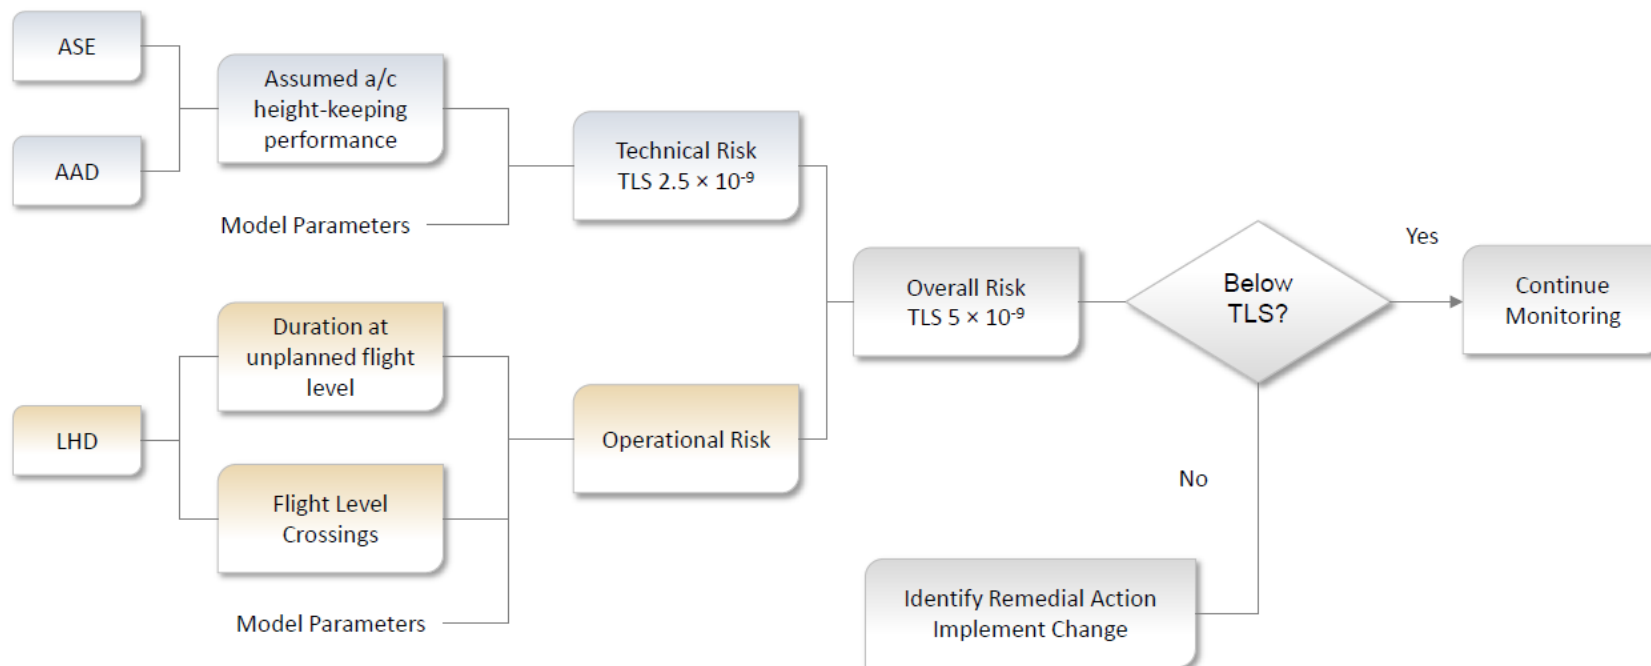 ASE
AAD
Assumed a/c
height-keeping
performance
Model Parameters
Technical Risk
TLS 2.5 × 10⁻⁹
LHD
Duration at
unplanned flight
level
Flight Level
Crossings
Model Parameters
Operational Risk
Overall Risk
TLS 5 × 10⁻⁹
Below
TLS?
Yes
Continue
Monitoring
No
Identify Remedial Action
Implement Change